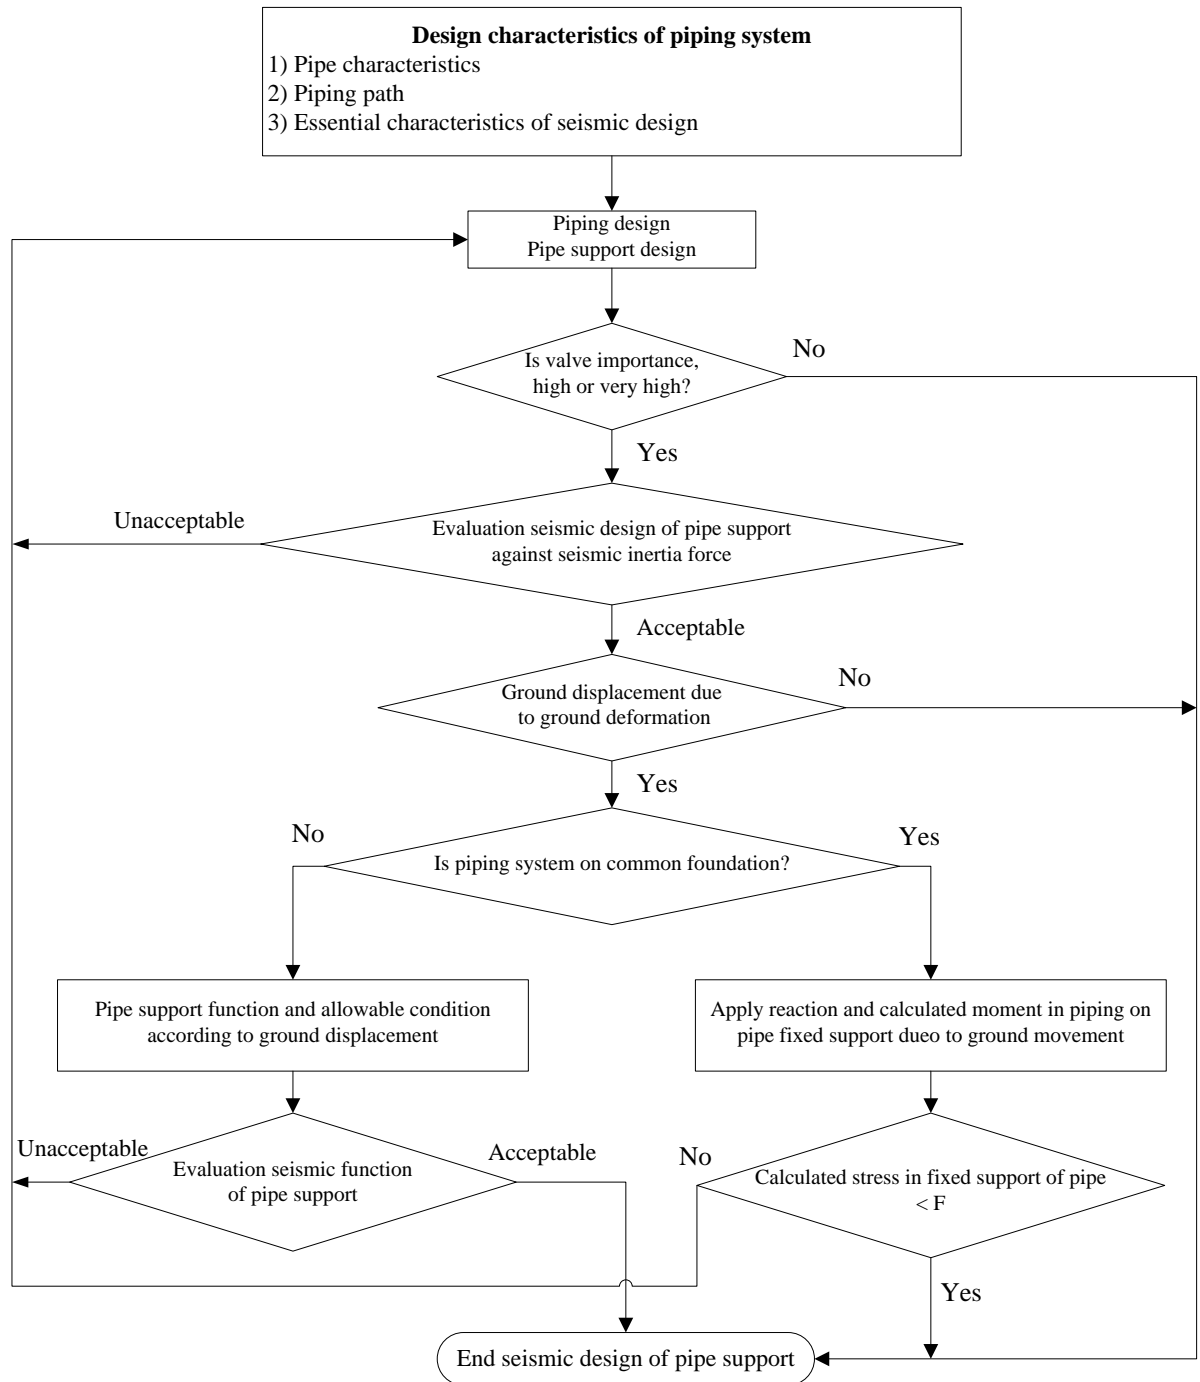 Design characteristics of piping system
1) Pipe characteristics
2) Piping path
3) Essential characteristics of seismic design
Piping design
Pipe support design
No
Is valve importance,
high or very high?
Yes
Unacceptable
Evaluation seismic design of pipe support
against seismic inertia force
Acceptable
No
Ground displacement due
to ground deformation
Yes
No
Yes
Is piping system on common foundation?
Pipe support function and allowable condition
according to ground displacement
Apply reaction and calculated moment in piping on
pipe fixed support dueo to ground movement
Unacceptable
Acceptable
Evaluation seismic function
of pipe support
No
Calculated stress in fixed support of pipe
< F
Yes
End seismic design of pipe support